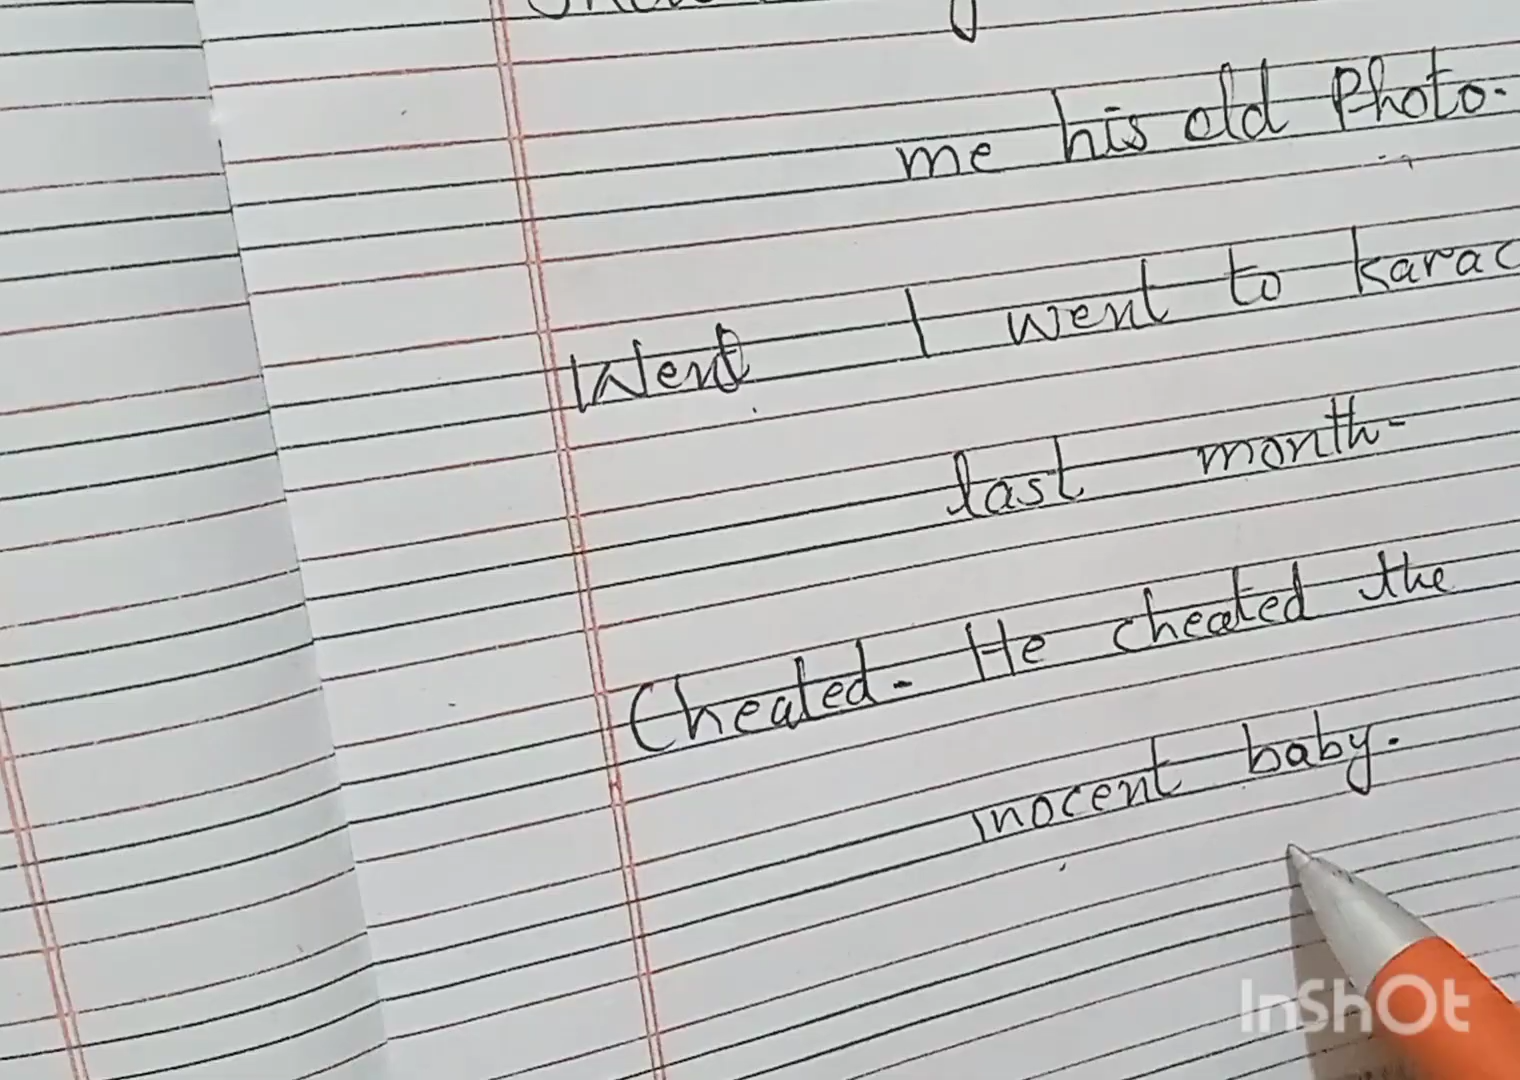 me his old Photo.
Went I went to karac
last month-
Cheated- He cheated the
inocent baby.
InShOt